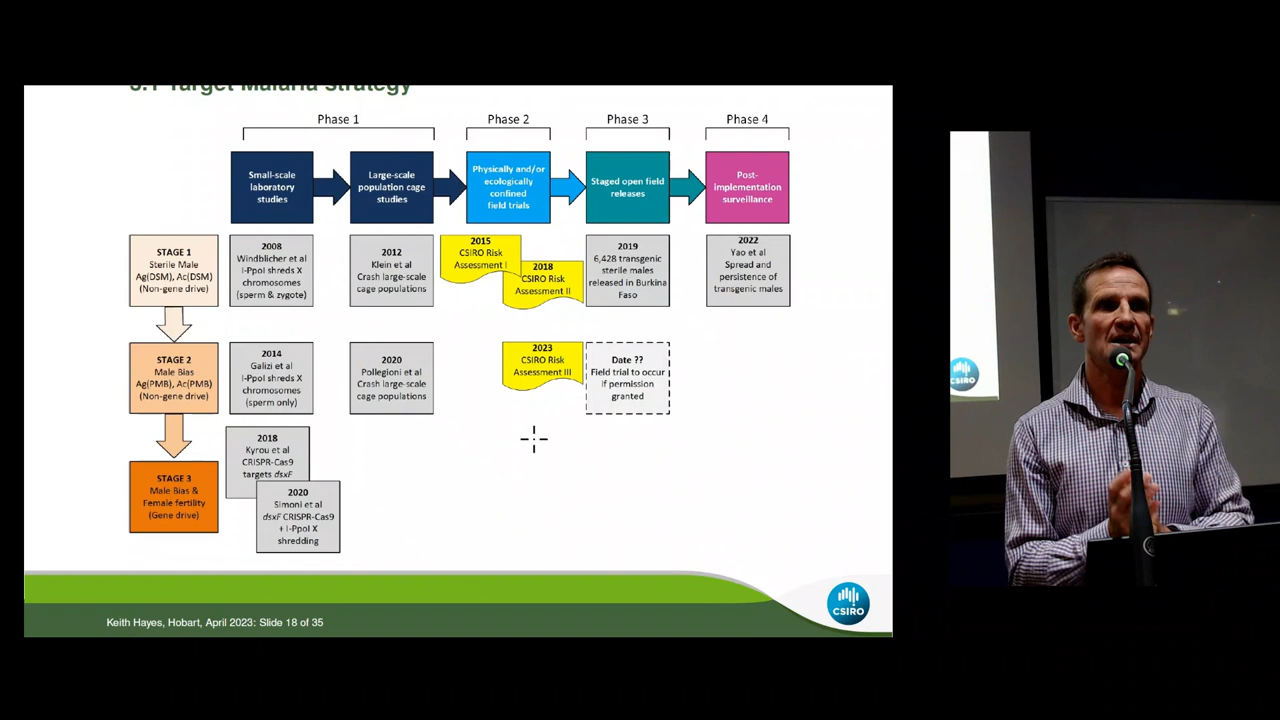 3.1 Target Malaria strategy
Phase 1
Phase 2
Phase 3
Phase 4
Small-scale
laboratory
studies
Large-scale
population cage
studies
Physically and/or
ecologically
confined
field trials
Staged open field
releases
Post-
implementation
surveillance
STAGE 1
Sterile Male
Ag(DSM), Ac(DSM)
(Non-gene drive)
2008
Windblicher et al
I-PpoI shreds X
chromosomes
(sperm & zygote)
2012
Klein et al
Crash large-scale
cage populations
2015
CSIRO Risk
Assessment I
2018
CSIRO Risk
Assessment II
2019
6,428 transgenic
sterile males
released in Burkina
Faso
2022
Yao et al
Spread and
persistence of
transgenic males
STAGE 2
Male Bias
Ag(PMB), Ac(PMB)
(Non-gene drive)
2014
Galizi et al
I-PpoI shreds X
chromosomes
(sperm only)
2020
Pollegioni et al
Crash large-scale
cage populations
2023
CSIRO Risk
Assessment III
Date ??
Field trial to occur
if permission
granted
STAGE 3
Male Bias &
Female fertility
(Gene drive)
2018
Kyrou et al
CRISPR-Cas9
targets dsxF
2020
Simoni et al
dsxF CRISPR-Cas9
+ I-PpoI X
shredding
CSIRO
Keith Hayes, Hobart, April 2023: Slide 18 of 35
CSIRO